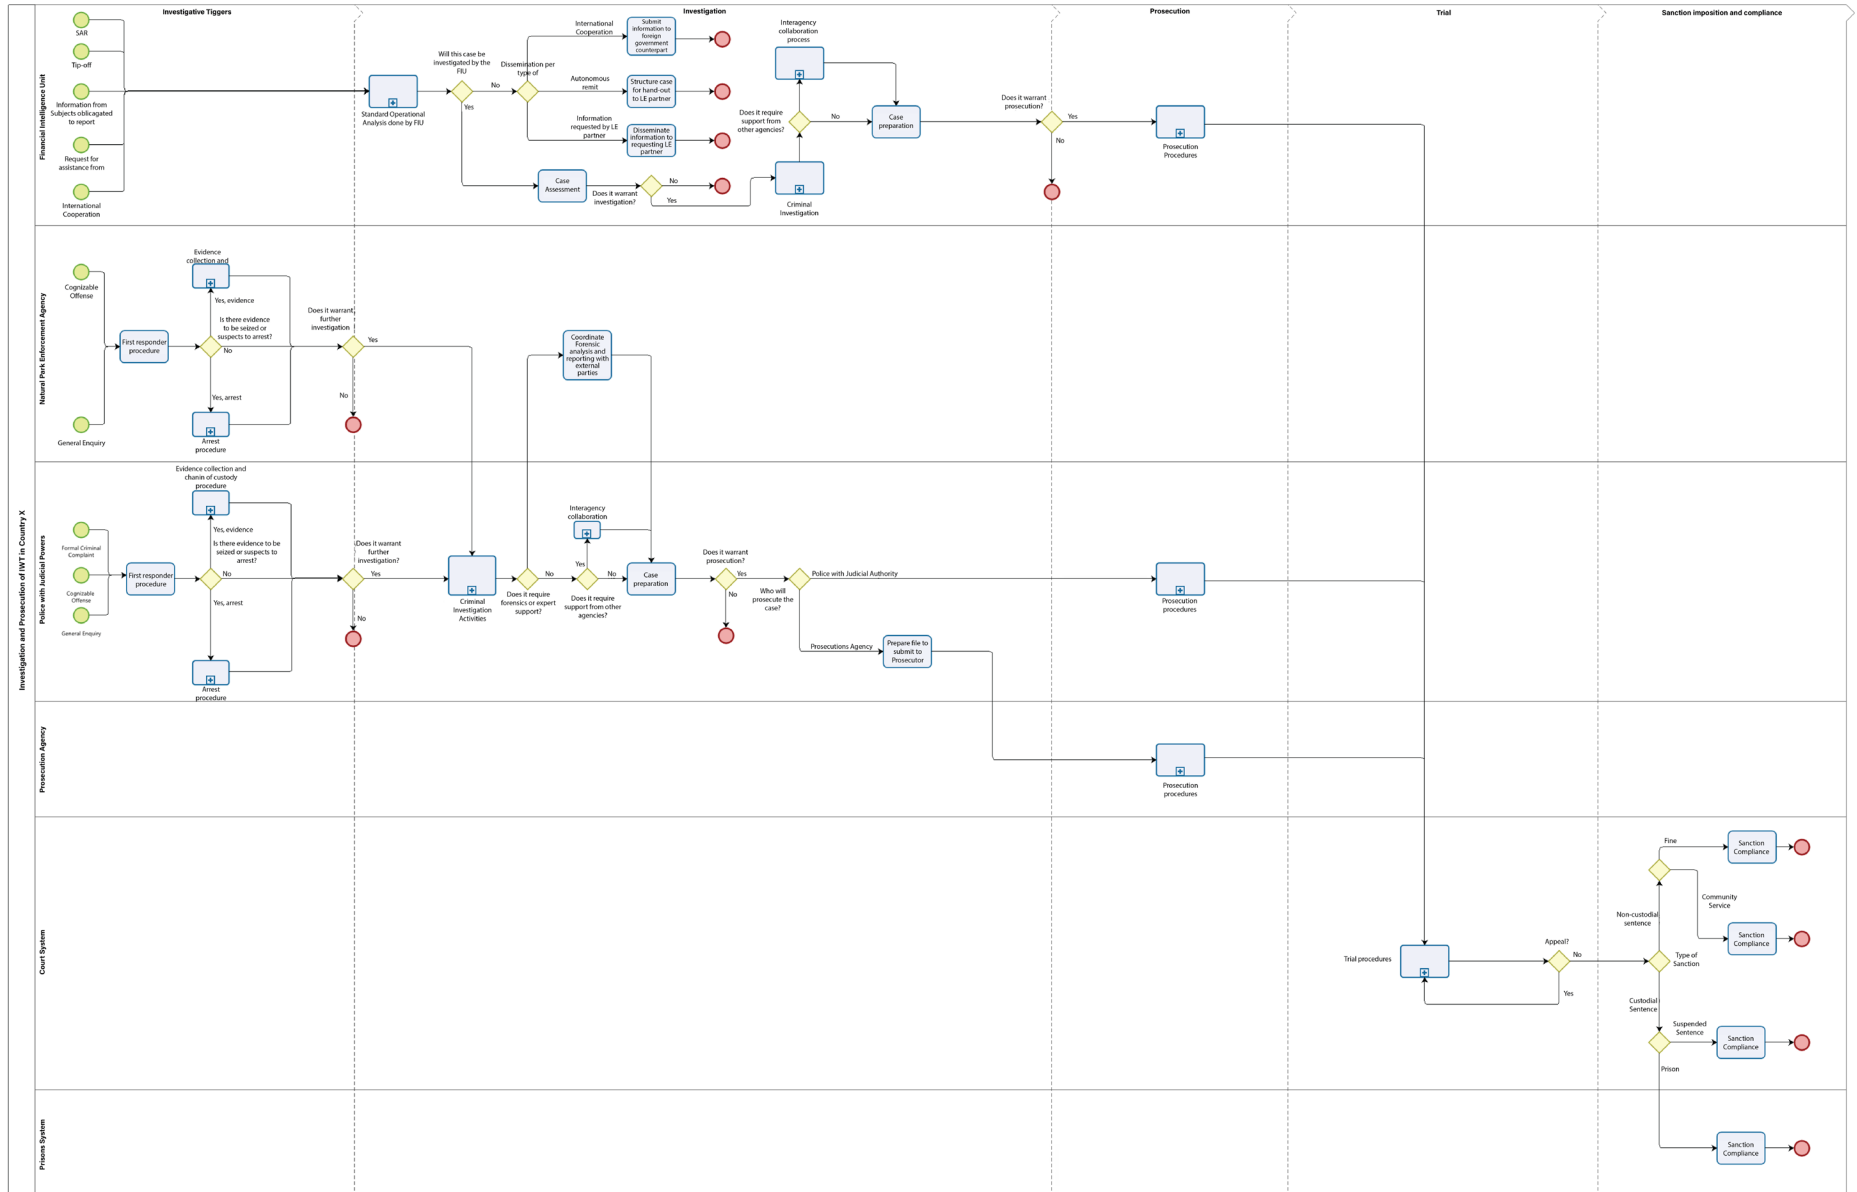 Investigative Tiggers
Investigation
Prosecution
Trial
Sanction imposition and compliance
Investigation and Prosecution of IWT in Country X
Financial Intelligence Unit
SAR
Tip-off
Information from
Subjects oblicagated
to report
Request for
assistance from
International
Cooperation
Standard Operational
Analysis done by FIU
Will this case be
investigated by the
FIU
No
Yes
Dissemination per
type of
International
Cooperation
Submit
information to
foreign
government
counterpart
Autonomous
remit
Structure case
for hand-out
to LE partner
Information
requested by LE
partner
Disseminate
information to
requesting LE
partner
Case
Assessment
Does it warrant
investigation?
No
Yes
Interagency
collaboration
process
Does it require
support from
other agencies?
No
Criminal
Investigation
Case
preparation
Does it warrant
prosecution?
Yes
No
Prosecution
Procedures
Natural Park Enforcement Agency
Cognizable
Offense
General Enquiry
First responder
procedure
Evidence
collection and
Yes, evidence
Is there evidence
to be seized or
suspects to arrest?
No
Yes, arrest
Arrest
procedure
Does it warrant
further
investigation
Yes
No
Coordinate
Forensic
analysis and
reporting with
external
parties
Police with Judicial Powers
Formal Criminal
Complaint
Cognizable
Offense
General Enquiry
First responder
procedure
Evidence collection and
chanin of custody
procedure
Yes, evidence
Is there evidence to be
seized or suspects to
arrest?
No
Yes, arrest
Arrest
procedure
Does it warrant
further
investigation?
Yes
No
Criminal
Investigation
Activities
Does it require
forensics or expert
support?
No
Interagency
collaboration
Yes
No
Does it require
support from other
agencies?
Case
preparation
Does it warrant
prosecution?
Yes
No
Who will
prosecute the
case?
Police with Judicial Authority
Prosecutions Agency
Prepare file to
submit to
Prosecutor
Prosecution
procedures
Prosecution Agency
Prosecution
procedures
Court System
Trial procedures
Appeal?
No
Yes
Type of
Sanction
Non-custodial
sentence
Fine
Sanction
Compliance
Community
Service
Sanction
Compliance
Custodial
Sentence
Suspended
Sentence
Sanction
Compliance
Prison
Prisoms System
Sanction
Compliance